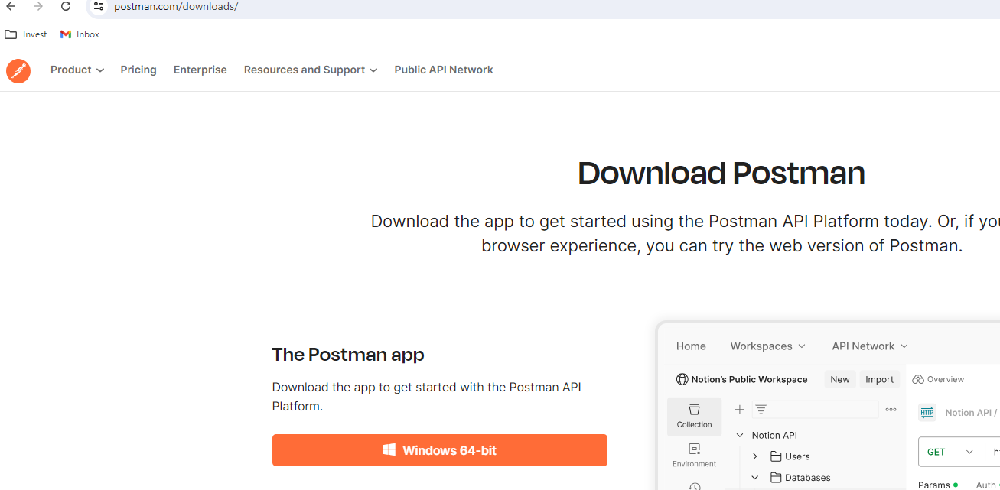 postman.com/downloads/
Invest Inbox
Product Pricing Enterprise Resources and Support Public API Network
Download Postman
Download the app to get started using the Postman API Platform today. Or, if you
browser experience, you can try the web version of Postman.
The Postman app
Download the app to get started with the Postman API
Platform.
Windows 64-bit
Home Workspaces API Network
Notion's Public Workspace New Import Overview
Collection
HTTP Notion API /
Notion API
Environment
GET
Users
Databases
Params Auth